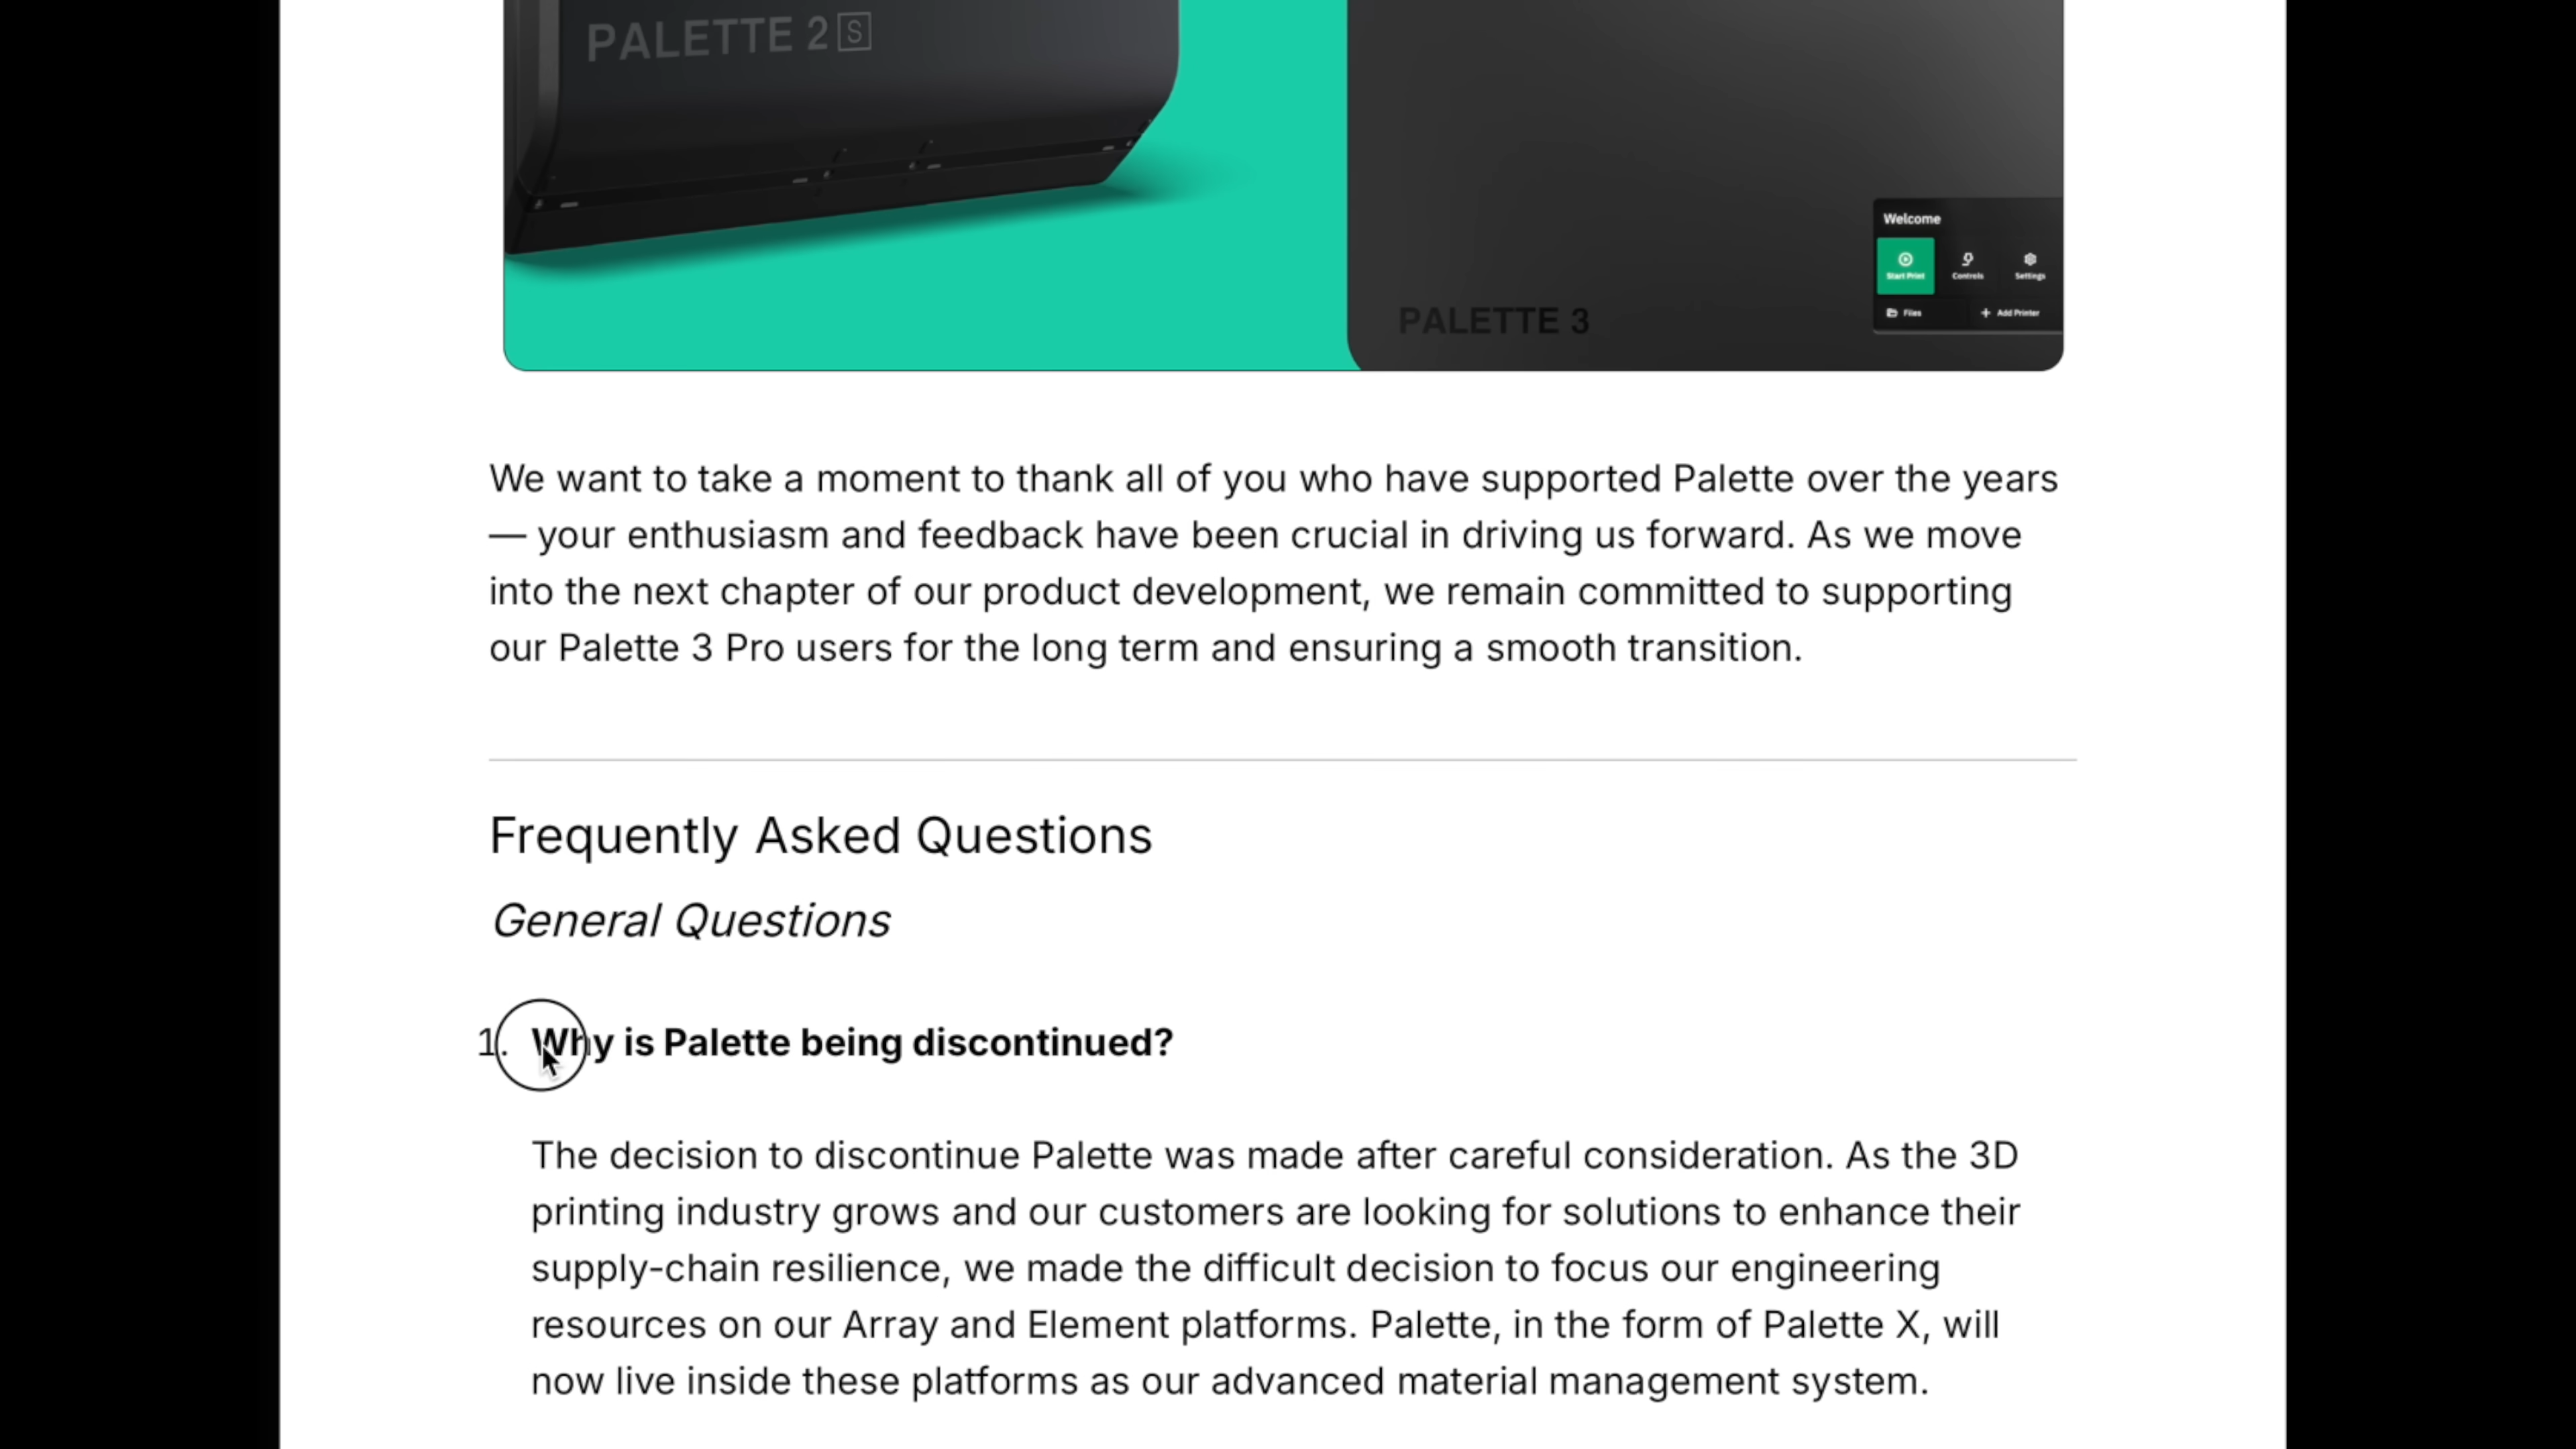 PALETTE 2 S
Welcome
Start Print
Controls
Settings
Files
+ Add Printer
PALETTE 3
We want to take a moment to thank all of you who have supported Palette over the years
— your enthusiasm and feedback have been crucial in driving us forward. As we move
into the next chapter of our product development, we remain committed to supporting
our Palette 3 Pro users for the long term and ensuring a smooth transition.
Frequently Asked Questions
General Questions
1. Why is Palette being discontinued?
The decision to discontinue Palette was made after careful consideration. As the 3D
printing industry grows and our customers are looking for solutions to enhance their
supply-chain resilience, we made the difficult decision to focus our engineering
resources on our Array and Element platforms. Palette, in the form of Palette X, will
now live inside these platforms as our advanced material management system.